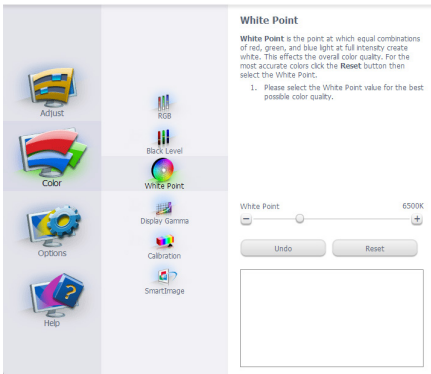 Adjust
Color
Options
Help
RGB
Black Level
White Point
Display Gamma
Calibration
SmartImage
White Point
White Point is the point at which equal combinations
of red, green, and blue light at full intensity create
white. This effects the overall color quality. For the
most accurate colors click the Reset button then
select the White Point.
1. Please select the White Point value for the best
possible color quality.
White Point 6500K
Undo Reset